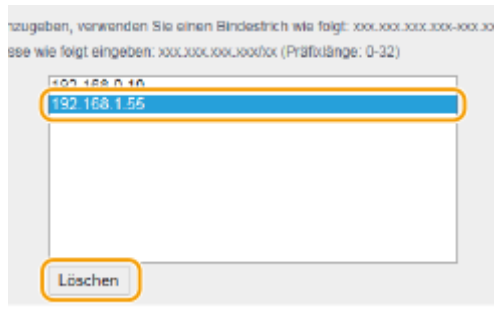 nzugeben, verwenden Sie einen Bindestrich wie folgt: xxx.xxx.xxx.xxx-xxx.xx
sse wie folgt eingeben: xxx.xxx.xxx.xxx/xx (Präfixlänge: 0-32)
192.168.0.10
192.168.1.55
Löschen